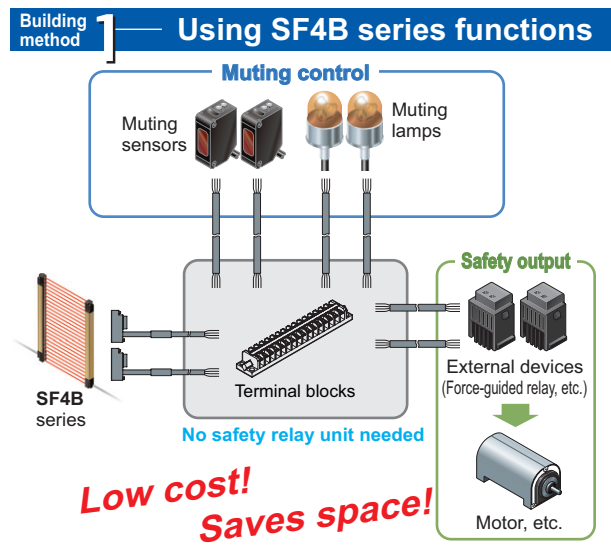 Building
method
1
Using SF4B series functions
Muting control
Muting
sensors
Muting
lamps
Safety output
SF4B
series
Terminal blocks
External devices
(Force-guided relay, etc.)
No safety relay unit needed
Low cost!
Saves space!
Motor, etc.